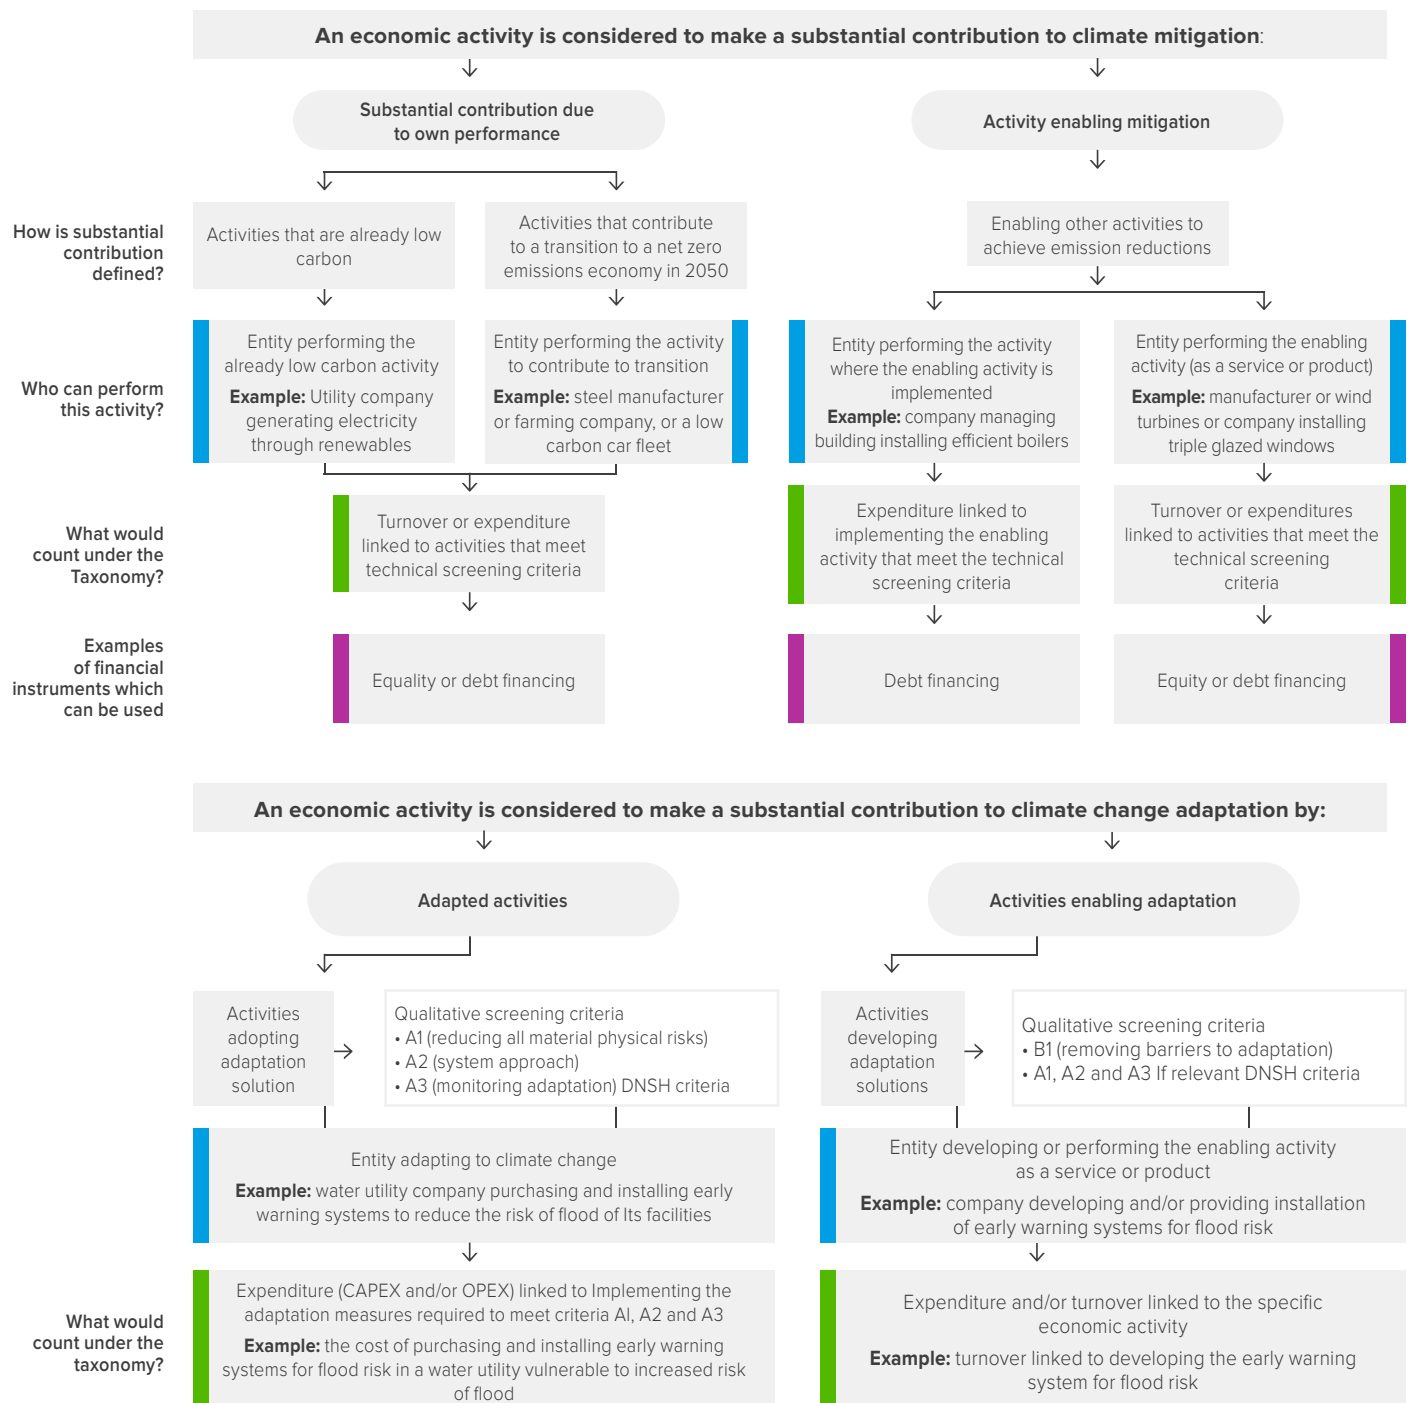 An economic activity is considered to make a substantial contribution to climate mitigation:
Substantial contribution due
to own performance
Activity enabling mitigation
How is substantial
contribution
defined?
Activities that are already low
carbon
Activities that contribute
to a transition to a net zero
emissions economy in 2050
Enabling other activities to
achieve emission reductions
Who can perform
this activity?
Entity performing the
already low carbon activity
Example: Utility company
generating electricity
through renewables
Entity performing the activity
to contribute to transition
Example: steel manufacturer
or farming company, or a low
carbon car fleet
Entity performing the activity
where the enabling activity is
implemented
Example: company managing
building installing efficient boilers
Entity performing the enabling
activity (as a service or product)
Example: manufacturer or wind
turbines or company installing
triple glazed windows
What would
count under the
Taxonomy?
Turnover or expenditure
linked to activities that meet
technical screening criteria
Expenditure linked to
implementing the enabling
activity that meet the technical
screening criteria
Turnover or expenditures
linked to activities that meet the
technical screening
criteria
Examples
of financial
instruments which
can be used
Equality or debt financing
Debt financing
Equity or debt financing
An economic activity is considered to make a substantial contribution to climate change adaptation by:
Adapted activities
Activities enabling adaptation
Activities
adopting
adaptation
solution
Qualitative screening criteria
• A1 (reducing all material physical risks)
• A2 (system approach)
• A3 (monitoring adaptation) DNSH criteria
Activities
developing
adaptation
solutions
Qualitative screening criteria
• B1 (removing barriers to adaptation)
• A1, A2 and A3 If relevant DNSH criteria
Entity adapting to climate change
Example: water utility company purchasing and installing early
warning systems to reduce the risk of flood of Its facilities
Entity developing or performing the enabling activity
as a service or product
Example: company developing and/or providing installation
of early warning systems for flood risk
What would
count under the
taxonomy?
Expenditure (CAPEX and/or OPEX) linked to Implementing the
adaptation measures required to meet criteria AI, A2 and A3
Example: the cost of purchasing and installing early warning
systems for flood risk in a water utility vulnerable to increased risk
of flood
Expenditure and/or turnover linked to the specific
economic activity
Example: turnover linked to developing the early warning
system for flood risk